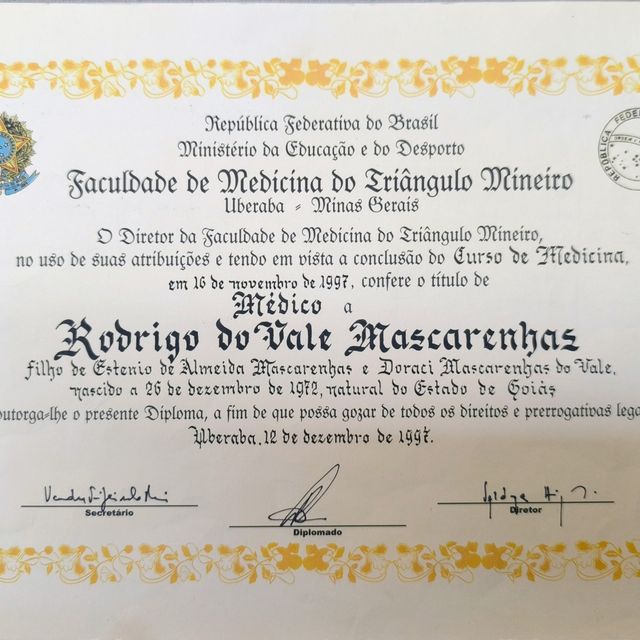 República Federativa do Brasil
Ministério da Educação e do Desporto
Faculdade de Medicina do Triângulo Mineiro
Uberaba - Minas Gerais
O Diretor da Faculdade de Medicina do Triângulo Mineiro,
no uso de suas atribuições e tendo em vista a conclusão do Curso de Medicina,
em 16 de novembro de 1997, confere o título de
Médico a
Rodrigo do Vale Mascarenhas
filho de Estenio de Almeida Mascarenhas e Doraci Mascarenhas do Vale,
nascido a 26 de dezembro de 1972, natural do Estado de Goiás
outorga-lhe o presente Diploma, a fim de que possa gozar de todos os direitos e prerrogativas lega
Uberaba, 12 de dezembro de 1997.
Secretário
Diplomado
Diretor
REPÚBLICA FEDE